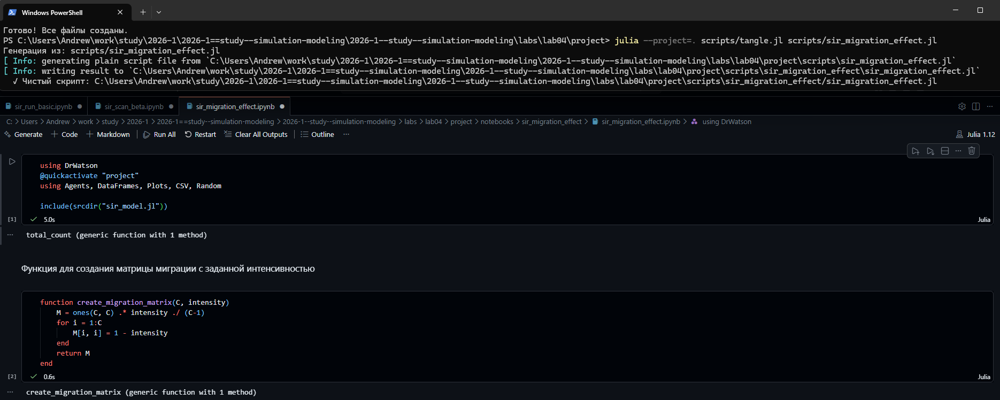 Windows PowerShell
Готово! Все файлы созданы.
PS C:\Users\Andrew\work\study\2026-1\2026-1==study--simulation-modeling\2026-1--study--simulation-modeling\labs\lab04\project> julia --project=. scripts/tangle.jl scripts/sir_migration_effect.jl
Генерация из: scripts/sir_migration_effect.jl
[ Info: generating plain script file from `C:\Users\Andrew\work\study\2026-1\2026-1==study--simulation-modeling\2026-1--study--simulation-modeling\labs\lab04\project\scripts\sir_migration_effect.jl`
[ Info: writing result to `C:\Users\Andrew\work\study\2026-1\2026-1==study--simulation-modeling\2026-1--study--simulation-modeling\labs\lab04\project\scripts\sir_migration_effect\sir_migration_effect.jl`
✓ Чистый скрипт: C:\Users\Andrew\work\study\2026-1\2026-1==study--simulation-modeling\2026-1--study--simulation-modeling\labs\lab04\project\scripts\sir_migration_effect/sir_migration_effect.jl
sir_run_basic.ipynb sir_scan_beta.ipynb sir_migration_effect.ipynb
C: > Users > Andrew > work > study > 2026-1 > 2026-1==study--simulation-modeling > 2026-1--study--simulation-modeling > labs > lab04 > project > notebooks > sir_migration_effect > sir_migration_effect.ipynb > using DrWatson
Generate + Code + Markdown | Run All Restart Clear All Outputs | Outline ... Julia 1.12
using DrWatson
@quickactivate "project"
using Agents, DataFrames, Plots, CSV, Random
include(srcdir("sir_model.jl"))
[1] ✓ 5.0s Julia
... total_count (generic function with 1 method)
Функция для создания матрицы миграции с заданной интенсивностью
function create_migration_matrix(C, intensity)
M = ones(C, C) .* intensity ./ (C-1)
for i = 1:C
M[i, i] = 1 - intensity
end
return M
end
[2] ✓ 0.6s Julia
... create_migration_matrix (generic function with 1 method)